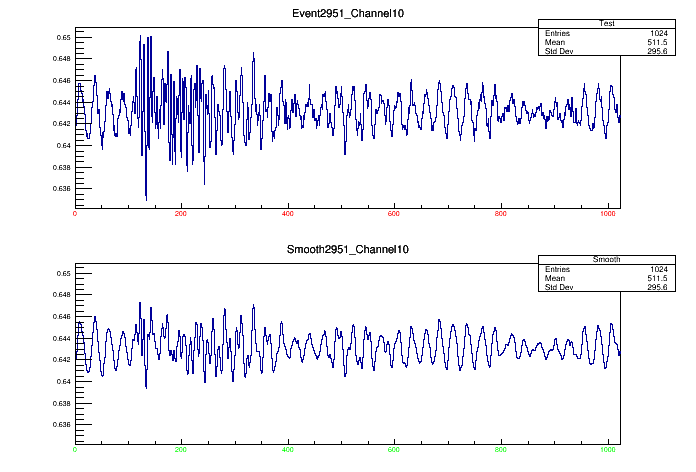 Event2951_Channel10
Test
Entries 1024
Mean 511.5
Std Dev 295.6
0.65
0.648
0.646
0.644
0.642
0.64
0.638
0.636
0 200 400 600 800 1000
Smooth2951_Channel10
Smooth
Entries 1024
Mean 511.5
Std Dev 295.6
0.65
0.648
0.646
0.644
0.642
0.64
0.638
0.636
0 200 400 600 800 1000